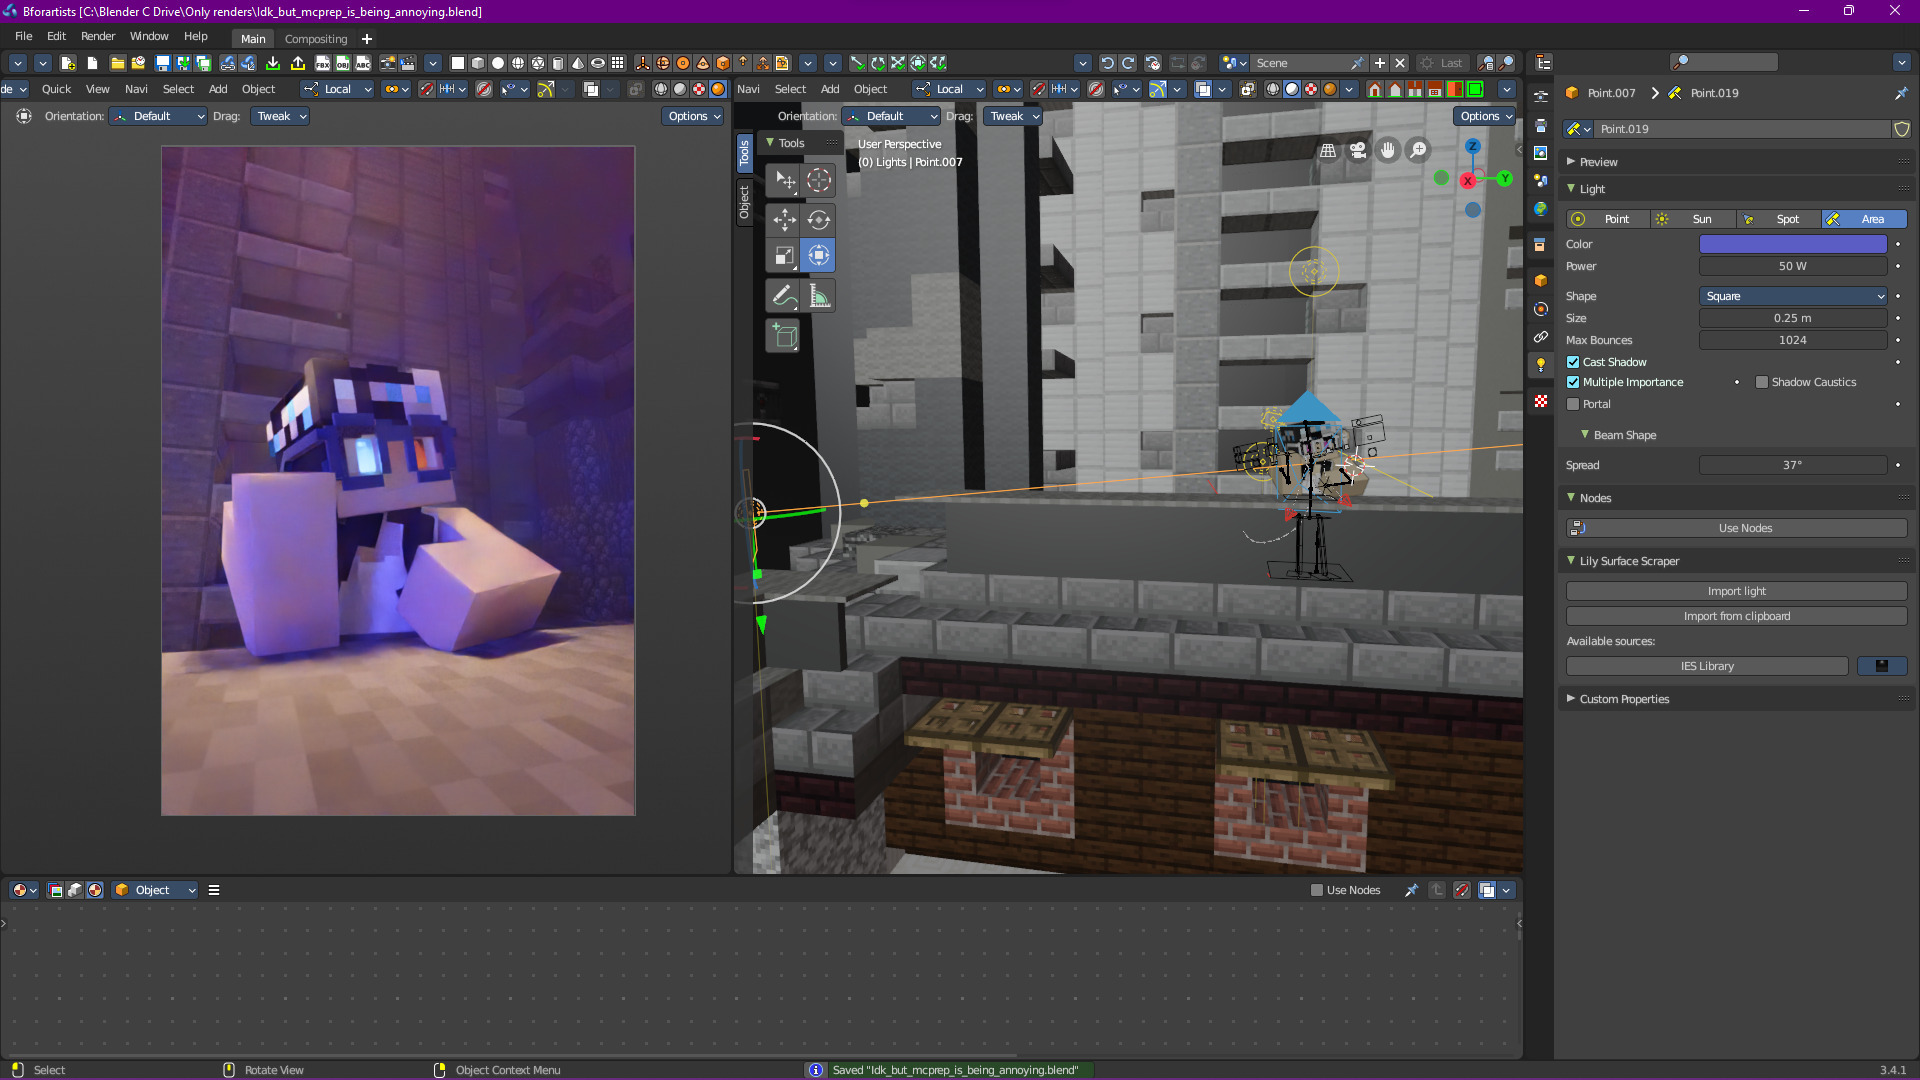 Bforartists [C:\Blender C Drive\Only renders\Idk_but_mcprep_is_being_annoying.blend]
File Edit Render Window Help Main Compositing
FBX OBJ ABC Scene Last
de Quick View Navi Select Add Object Local
Navi Select Add Object Local
Orientation: Default Drag: Tweak Options
Orientation: Default Drag: Tweak Options
Tools
Object
Tools
User Perspective
(0) Lights | Point.007
Z
X
Y
Point.007 Point.019
Point.019
Preview
Light
Point Sun Spot Area
Color
Power 50 W
Shape Square
Size 0.25 m
Max Bounces 1024
Cast Shadow
Multiple Importance Shadow Caustics
Portal
Beam Shape
Spread 37°
Nodes
Use Nodes
Lily Surface Scraper
Import light
Import from clipboard
Available sources:
IES Library
Custom Properties
Object Use Nodes
Select Rotate View Object Context Menu Saved "Idk_but_mcprep_is_being_annoying.blend" 3.4.1